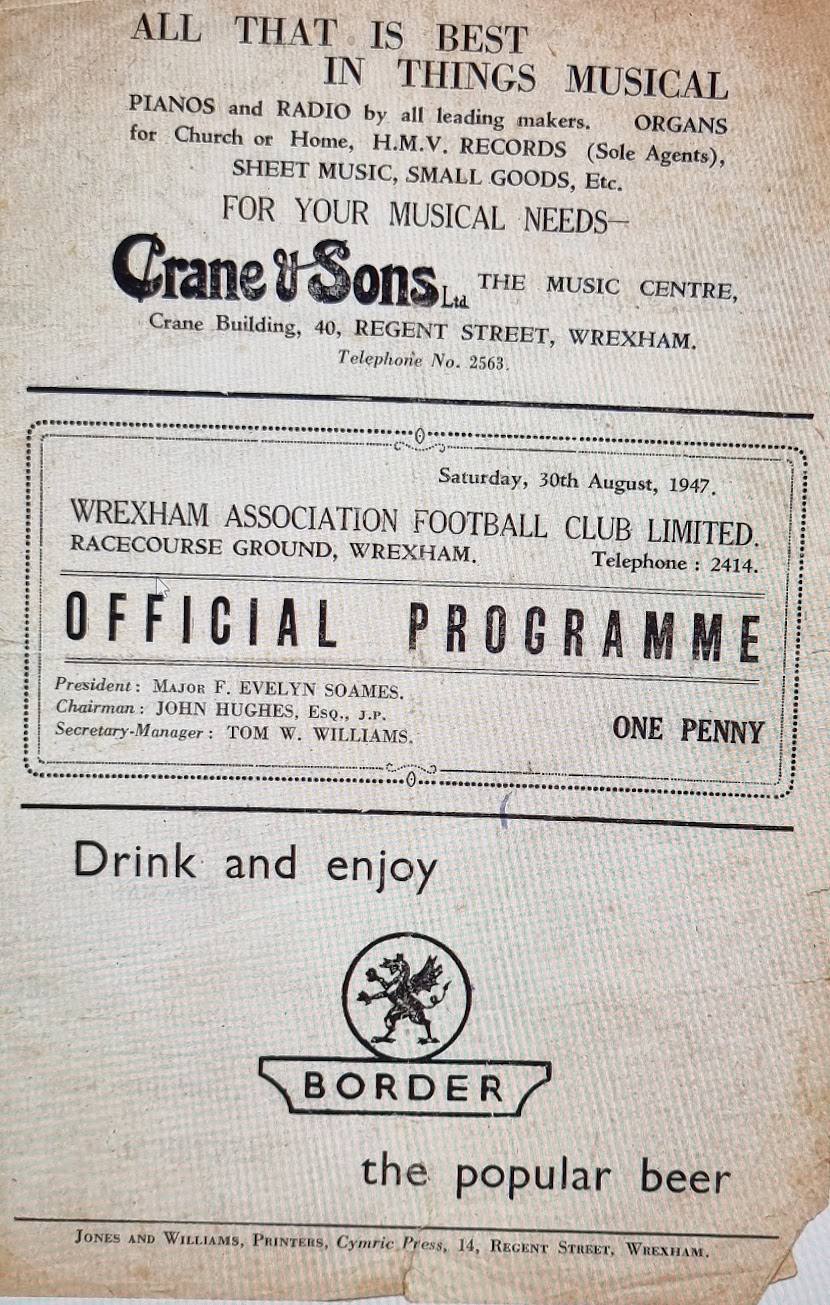 ALL THAT IS BEST
IN THINGS MUSICAL
PIANOS and RADIO by all leading makers. ORGANS
for Church or Home, H.M.V. RECORDS (Sole Agents),
SHEET MUSIC, SMALL GOODS, Etc.
FOR YOUR MUSICAL NEEDS—
Crane & Sons Ltd THE MUSIC CENTRE,
Crane Building, 40, REGENT STREET, WREXHAM.
Telephone No. 2563.
Saturday, 30th August, 1947.
WREXHAM ASSOCIATION FOOTBALL CLUB LIMITED.
RACECOURSE GROUND, WREXHAM. Telephone : 2414.
OFFICIAL PROGRAMME
President : MAJOR F. EVELYN SOAMES.
Chairman : JOHN HUGHES, ESQ., J.P.
Secretary-Manager : TOM W. WILLIAMS.
ONE PENNY
Drink and enjoy
BORDER
the popular beer
JONES AND WILLIAMS, PRINTERS, Cymric Press, 14, REGENT STREET, WREXHAM.